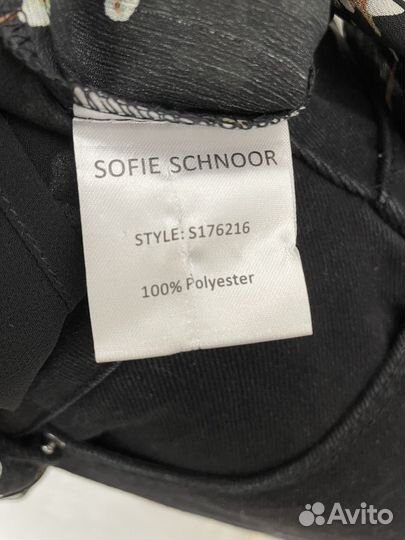 SOFIE SCHNOOR
STYLE: S176216
100% Polyester
Avito